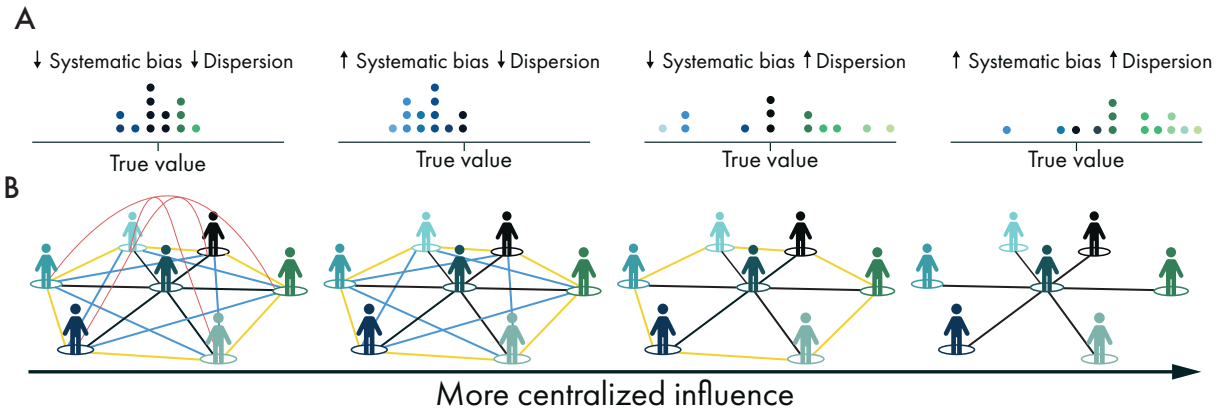 A
↓ Systematic bias ↓ Dispersion
↑ Systematic bias ↓ Dispersion
↓ Systematic bias ↑ Dispersion
↑ Systematic bias ↑ Dispersion
True value
True value
True value
True value
B
More centralized influence